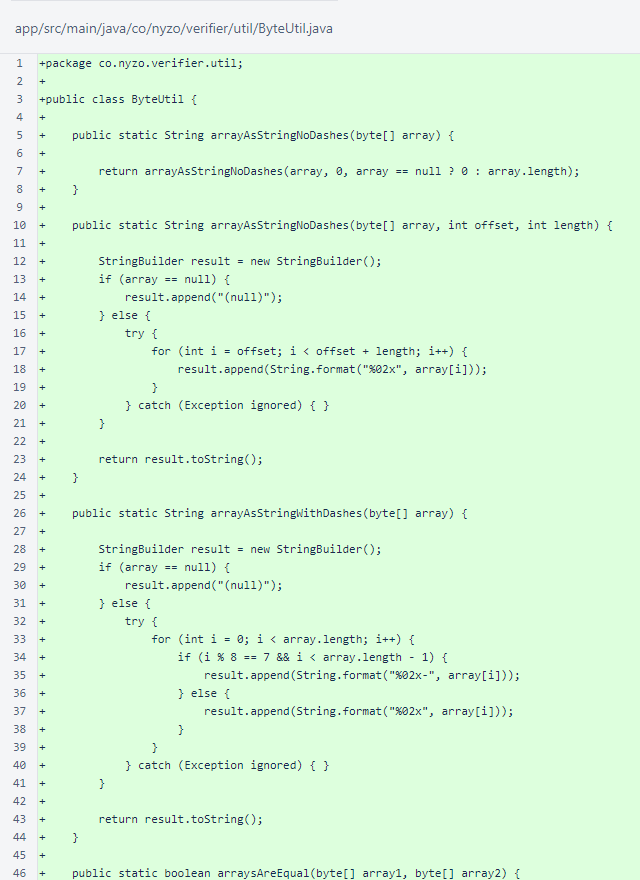 app/src/main/java/co/nyzo/verifier/util/ByteUtil.java
1 +package co.nyzo.verifier.util;
2 +
3 +public class ByteUtil {
4 +
5 +    public static String arrayAsStringNoDashes(byte[] array) {
6 +
7 +        return arrayAsStringNoDashes(array, 0, array == null ? 0 : array.length);
8 +    }
9 +
10 +    public static String arrayAsStringNoDashes(byte[] array, int offset, int length) {
11 +
12 +        StringBuilder result = new StringBuilder();
13 +        if (array == null) {
14 +            result.append("(null)");
15 +        } else {
16 +            try {
17 +                for (int i = offset; i < offset + length; i++) {
18 +                    result.append(String.format("%02x", array[i]));
19 +                }
20 +            } catch (Exception ignored) { }
21 +        }
22 +
23 +        return result.toString();
24 +    }
25 +
26 +    public static String arrayAsStringWithDashes(byte[] array) {
27 +
28 +        StringBuilder result = new StringBuilder();
29 +        if (array == null) {
30 +            result.append("(null)");
31 +        } else {
32 +            try {
33 +                for (int i = 0; i < array.length; i++) {
34 +                    if (i % 8 == 7 && i < array.length - 1) {
35 +                        result.append(String.format("%02x-", array[i]));
36 +                    } else {
37 +                        result.append(String.format("%02x", array[i]));
38 +                    }
39 +                }
40 +            } catch (Exception ignored) { }
41 +        }
42 +
43 +        return result.toString();
44 +    }
45 +
46 +    public static boolean arraysAreEqual(byte[] array1, byte[] array2) {